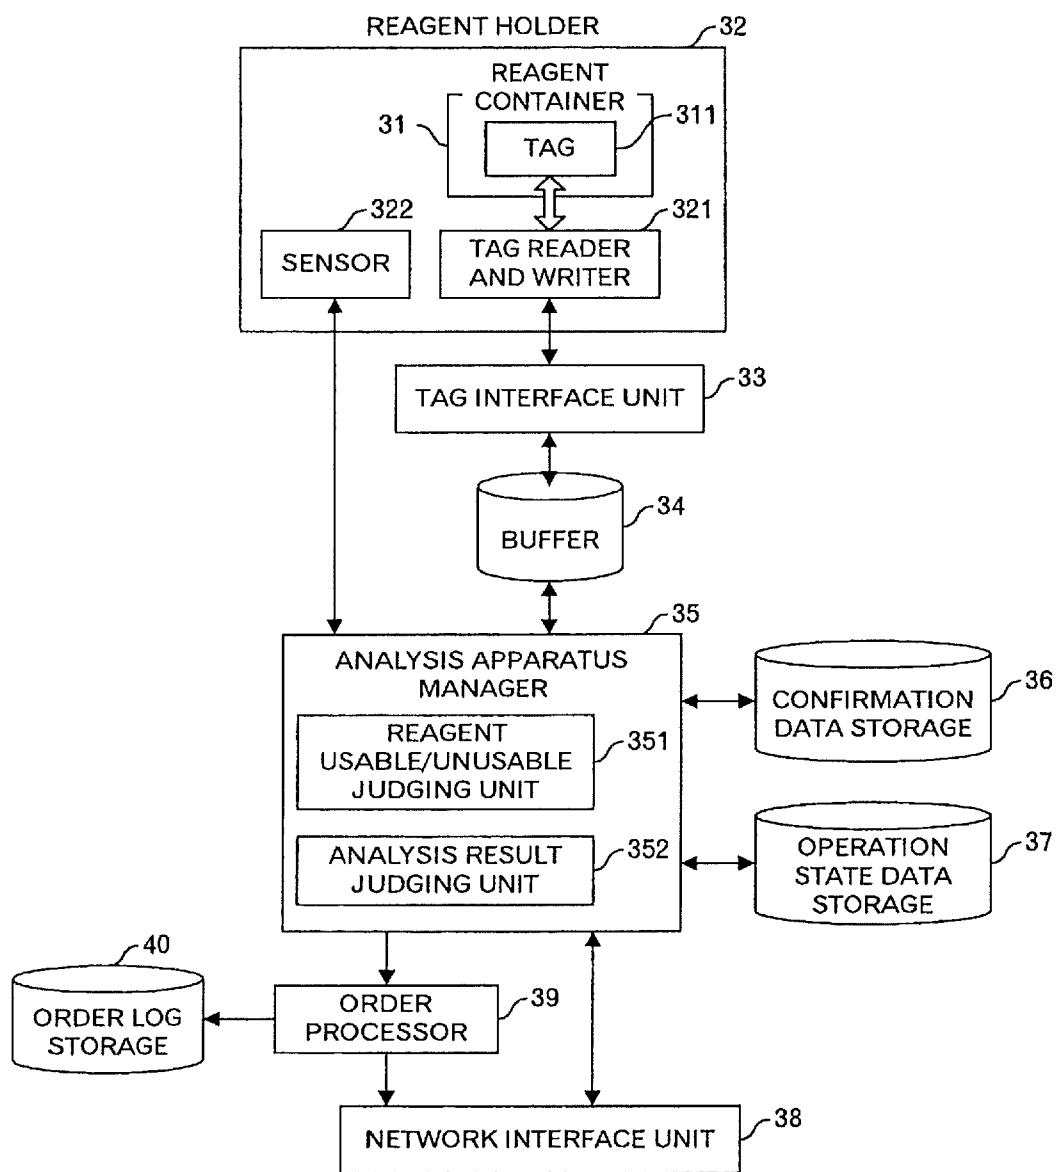 REAGENT HOLDER
32
REAGENT
CONTAINER
31
311
TAG
322
321
SENSOR
TAG READER
AND WRITER
33
TAG INTERFACE UNIT
34
BUFFER
35
ANALYSIS APPARATUS
MANAGER
36
CONFIRMATION
DATA STORAGE
REAGENT
USABLE/UNUSABLE
JUDGING UNIT
351
ANALYSIS RESULT
JUDGING UNIT
352
OPERATION
STATE DATA
STORAGE
37
40
ORDER LOG
STORAGE
ORDER
PROCESSOR
39
NETWORK INTERFACE UNIT
38